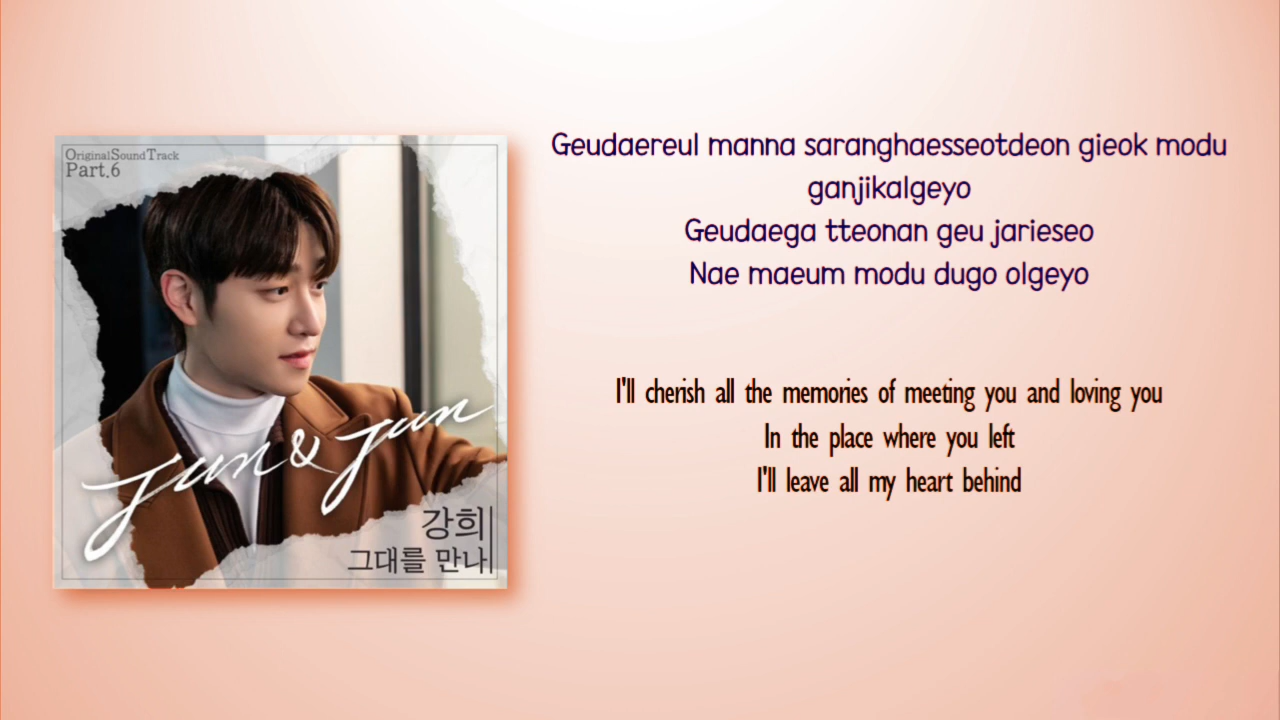 OriginalSoundTrack
Part.6
Jun & Jun
강희
그대를 만나
Geudaereul manna saranghaesseotdeon gieok modu
ganjikalgeyo
Geudaega tteonan geu jarieseo
Nae maeum modu dugo olgeyo
I'll cherish all the memories of meeting you and loving you
In the place where you left
I'll leave all my heart behind